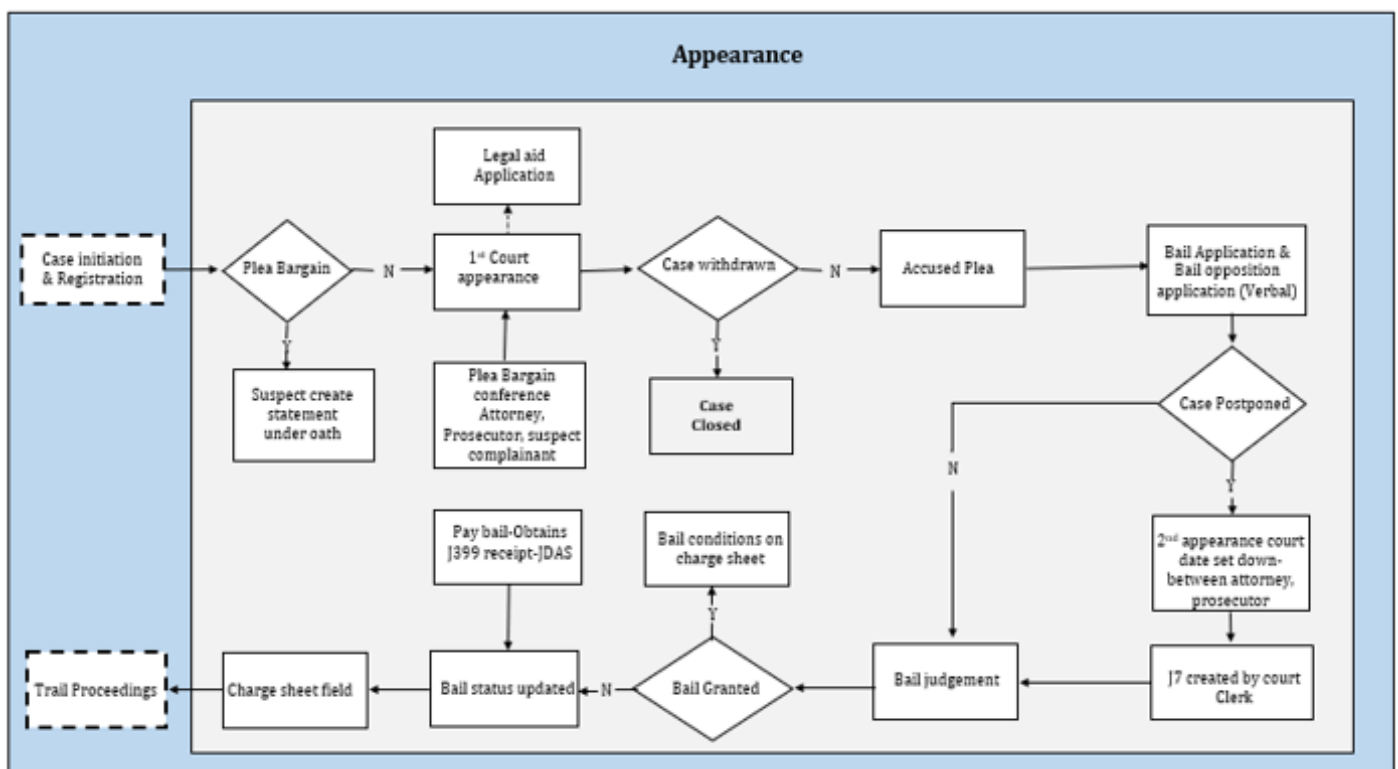 Appearance
Legal aid
Application
Case initiation
& Registration
Plea Bargain
N
1st Court
appearance
Case withdrawn
N
Accused Plea
Bail Application &
Bail opposition
application (Verbal)
Y
Suspect create
statement
under oath
Plea Bargain
conference
Attorney,
Prosecutor, suspect
complainant
Y
Case
Closed
Case Postponed
N
Y
Pay bail-Obtains
J399 receipt-JDAS
Bail conditions on
charge sheet
2nd appearance court
date set down-
between attorney,
prosecutor
Y
Trail Proceedings
Charge sheet field
Bail status updated
N
Bail Granted
Bail judgement
J7 created by court
Clerk